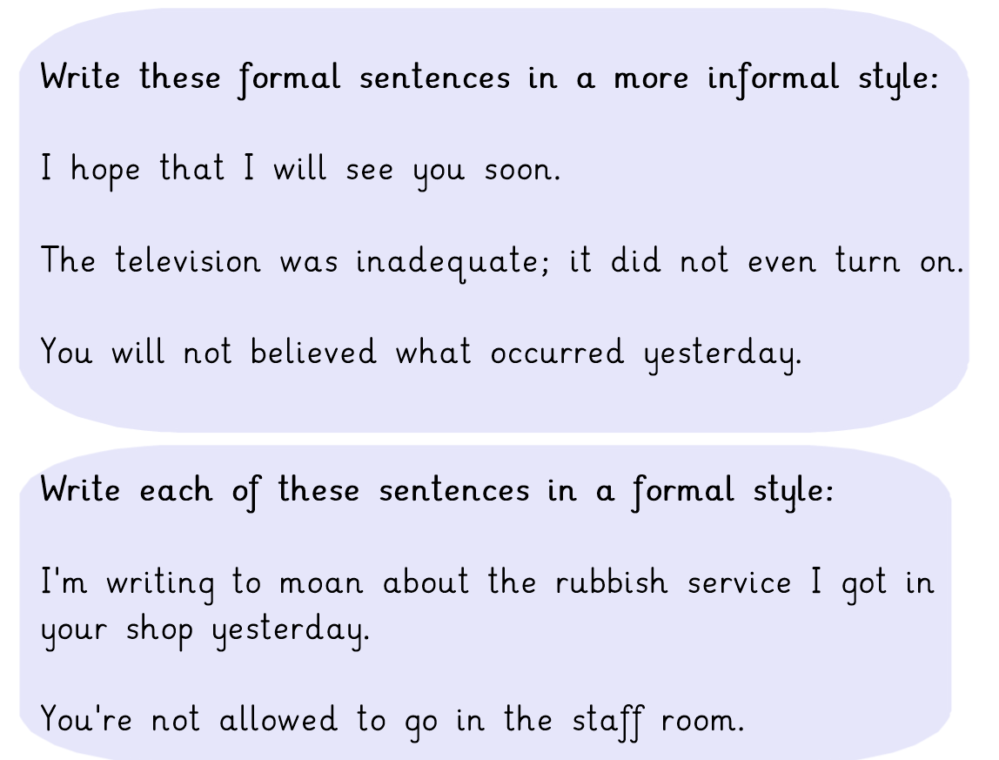 Write these formal sentences in a more informal style:
I hope that I will see you soon.
The television was inadequate; it did not even turn on.
You will not believed what occurred yesterday.
Write each of these sentences in a formal style:
I'm writing to moan about the rubbish service I got in
your shop yesterday.
You're not allowed to go in the staff room.